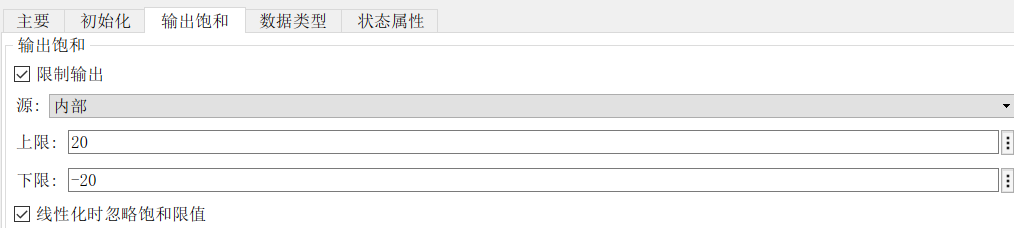 主要 初始化 输出饱和 数据类型 状态属性
输出饱和
限制输出
源: 内部
上限: 20
下限: -20
线性化时忽略饱和限值